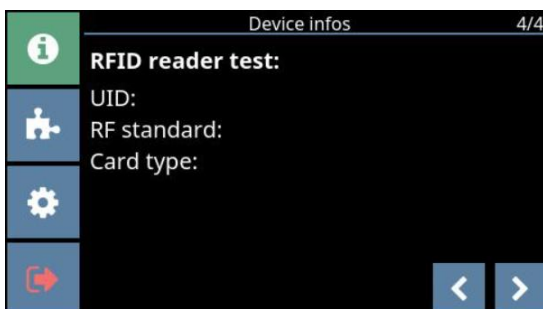 Device infos 4/4
RFID reader test:
UID:
RF standard:
Card type: